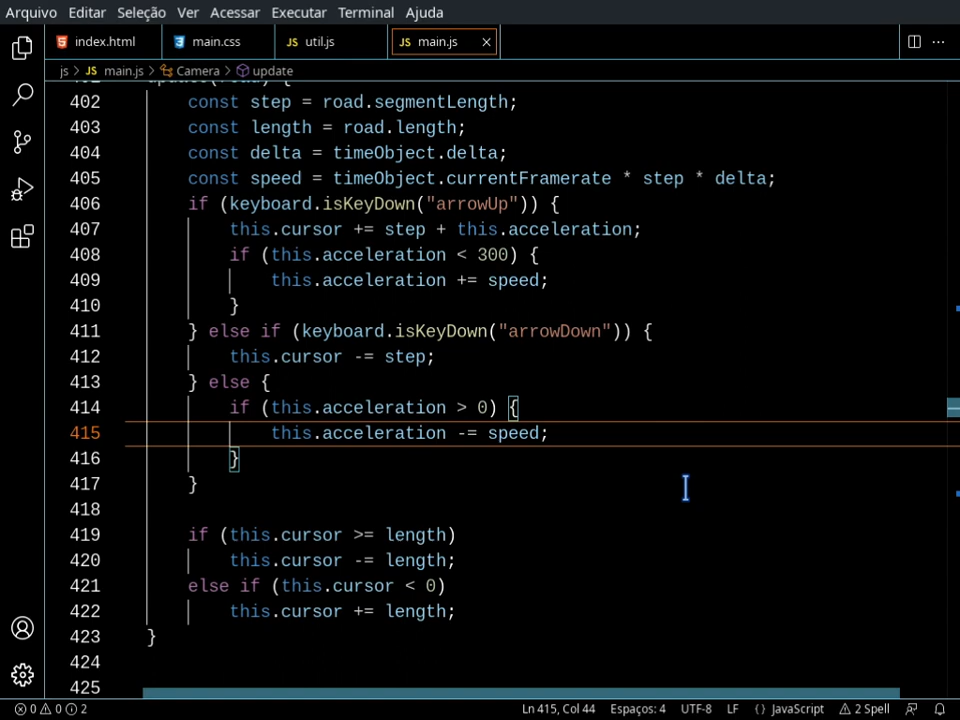 Arquivo Editar Seleção Ver Acessar Executar Terminal Ajuda
index.html main.css JS util.js JS main.js
js > JS main.js > Camera > update
402 const step = road.segmentLength;
403 const length = road.length;
404 const delta = timeObject.delta;
405 const speed = timeObject.currentFramerate * step * delta;
406 if (keyboard.isKeyDown("arrowUp")) {
407 this.cursor += step + this.acceleration;
408 if (this.acceleration < 300) {
409 this.acceleration += speed;
410 }
411 } else if (keyboard.isKeyDown("arrowDown")) {
412 this.cursor -= step;
413 } else {
414 if (this.acceleration > 0) {
415 this.acceleration -= speed;
416 }
417 }
418
419 if (this.cursor >= length)
420 this.cursor -= length;
421 else if (this.cursor < 0)
422 this.cursor += length;
423 }
424
425
0 0 2 Ln 415, Col 44 Espaços: 4 UTF-8 LF {} JavaScript 2 Spell